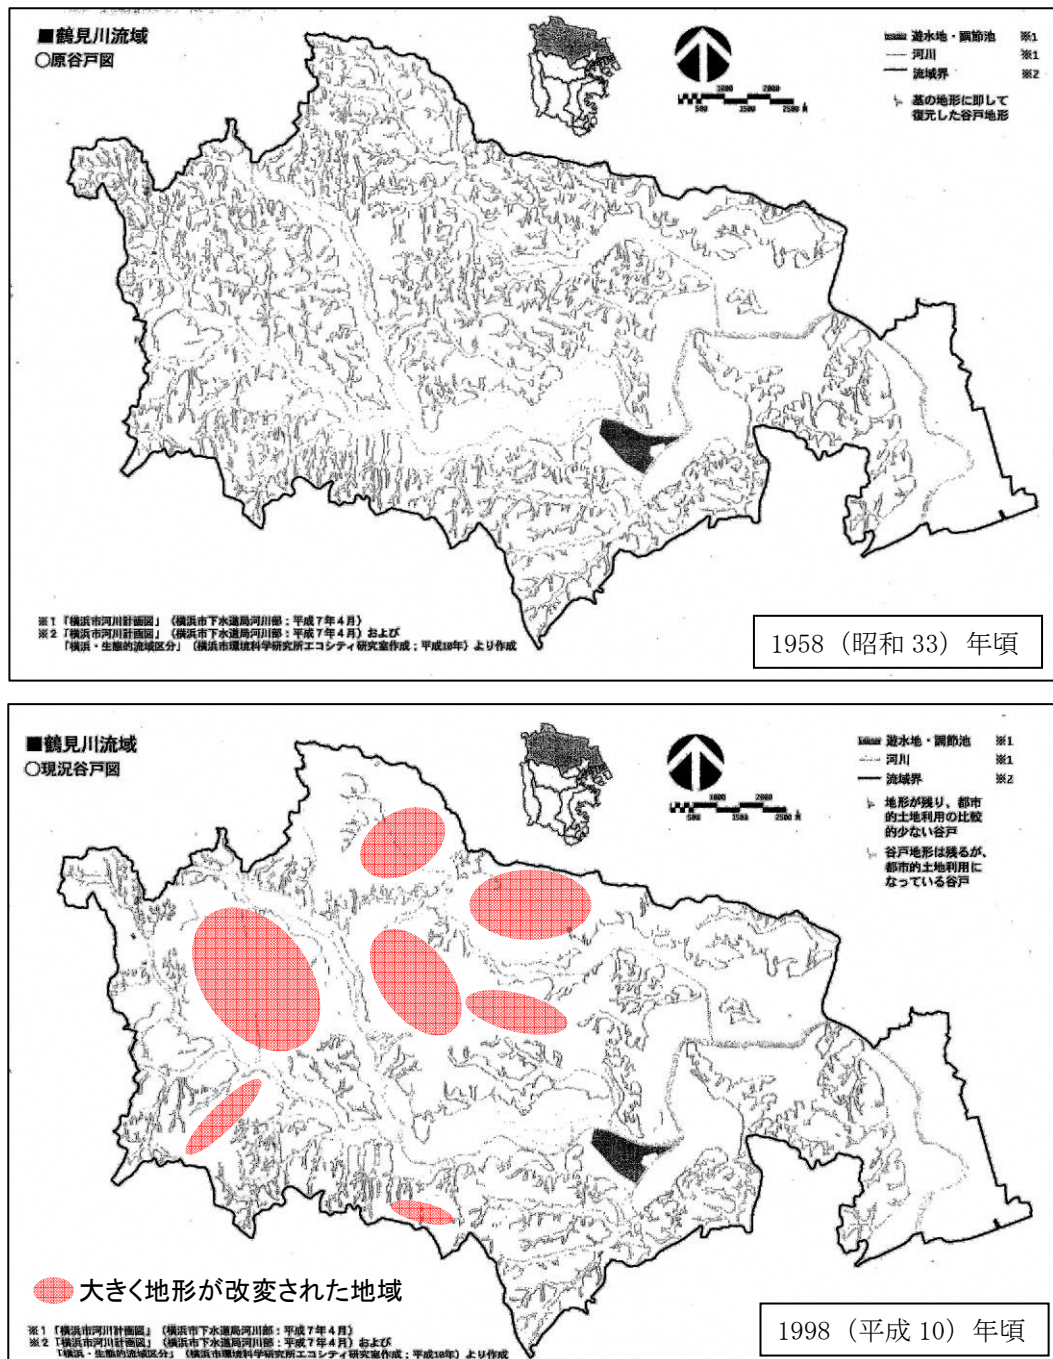 ■鶴見川流域
○原谷戸図
1000 2000
500 1500 2500 m
遊水地・調節池 ※1
河川 ※1
流域界 ※2
基の地形に即して
復元した谷戸地形
※1「横浜市河川計画図」(横浜市下水道局河川部:平成7年4月)
※2「横浜市河川計画図」(横浜市下水道局河川部:平成7年4月)および
「横浜・生態的流域区分」(横浜市環境科学研究所エコシティ研究室作成;平成10年)より作成
1958(昭和 33)年頃
■鶴見川流域
○現況谷戸図
1000 2000
500 1500 2500 m
遊水地・調節池 ※1
河川 ※1
流域界 ※2
地形が残り、都市
的土地利用の比較
的少ない谷戸
谷戸地形は残るが、
都市的土地利用に
なっている谷戸
大きく地形が改変された地域
※1「横浜市河川計画図」(横浜市下水道局河川部:平成7年4月)
※2「横浜市河川計画図」(横浜市下水道局河川部:平成7年4月)および
「横浜・生態的流域区分」(横浜市環境科学研究所エコシティ研究室作成;平成10年)より作成
1998(平成 10)年頃